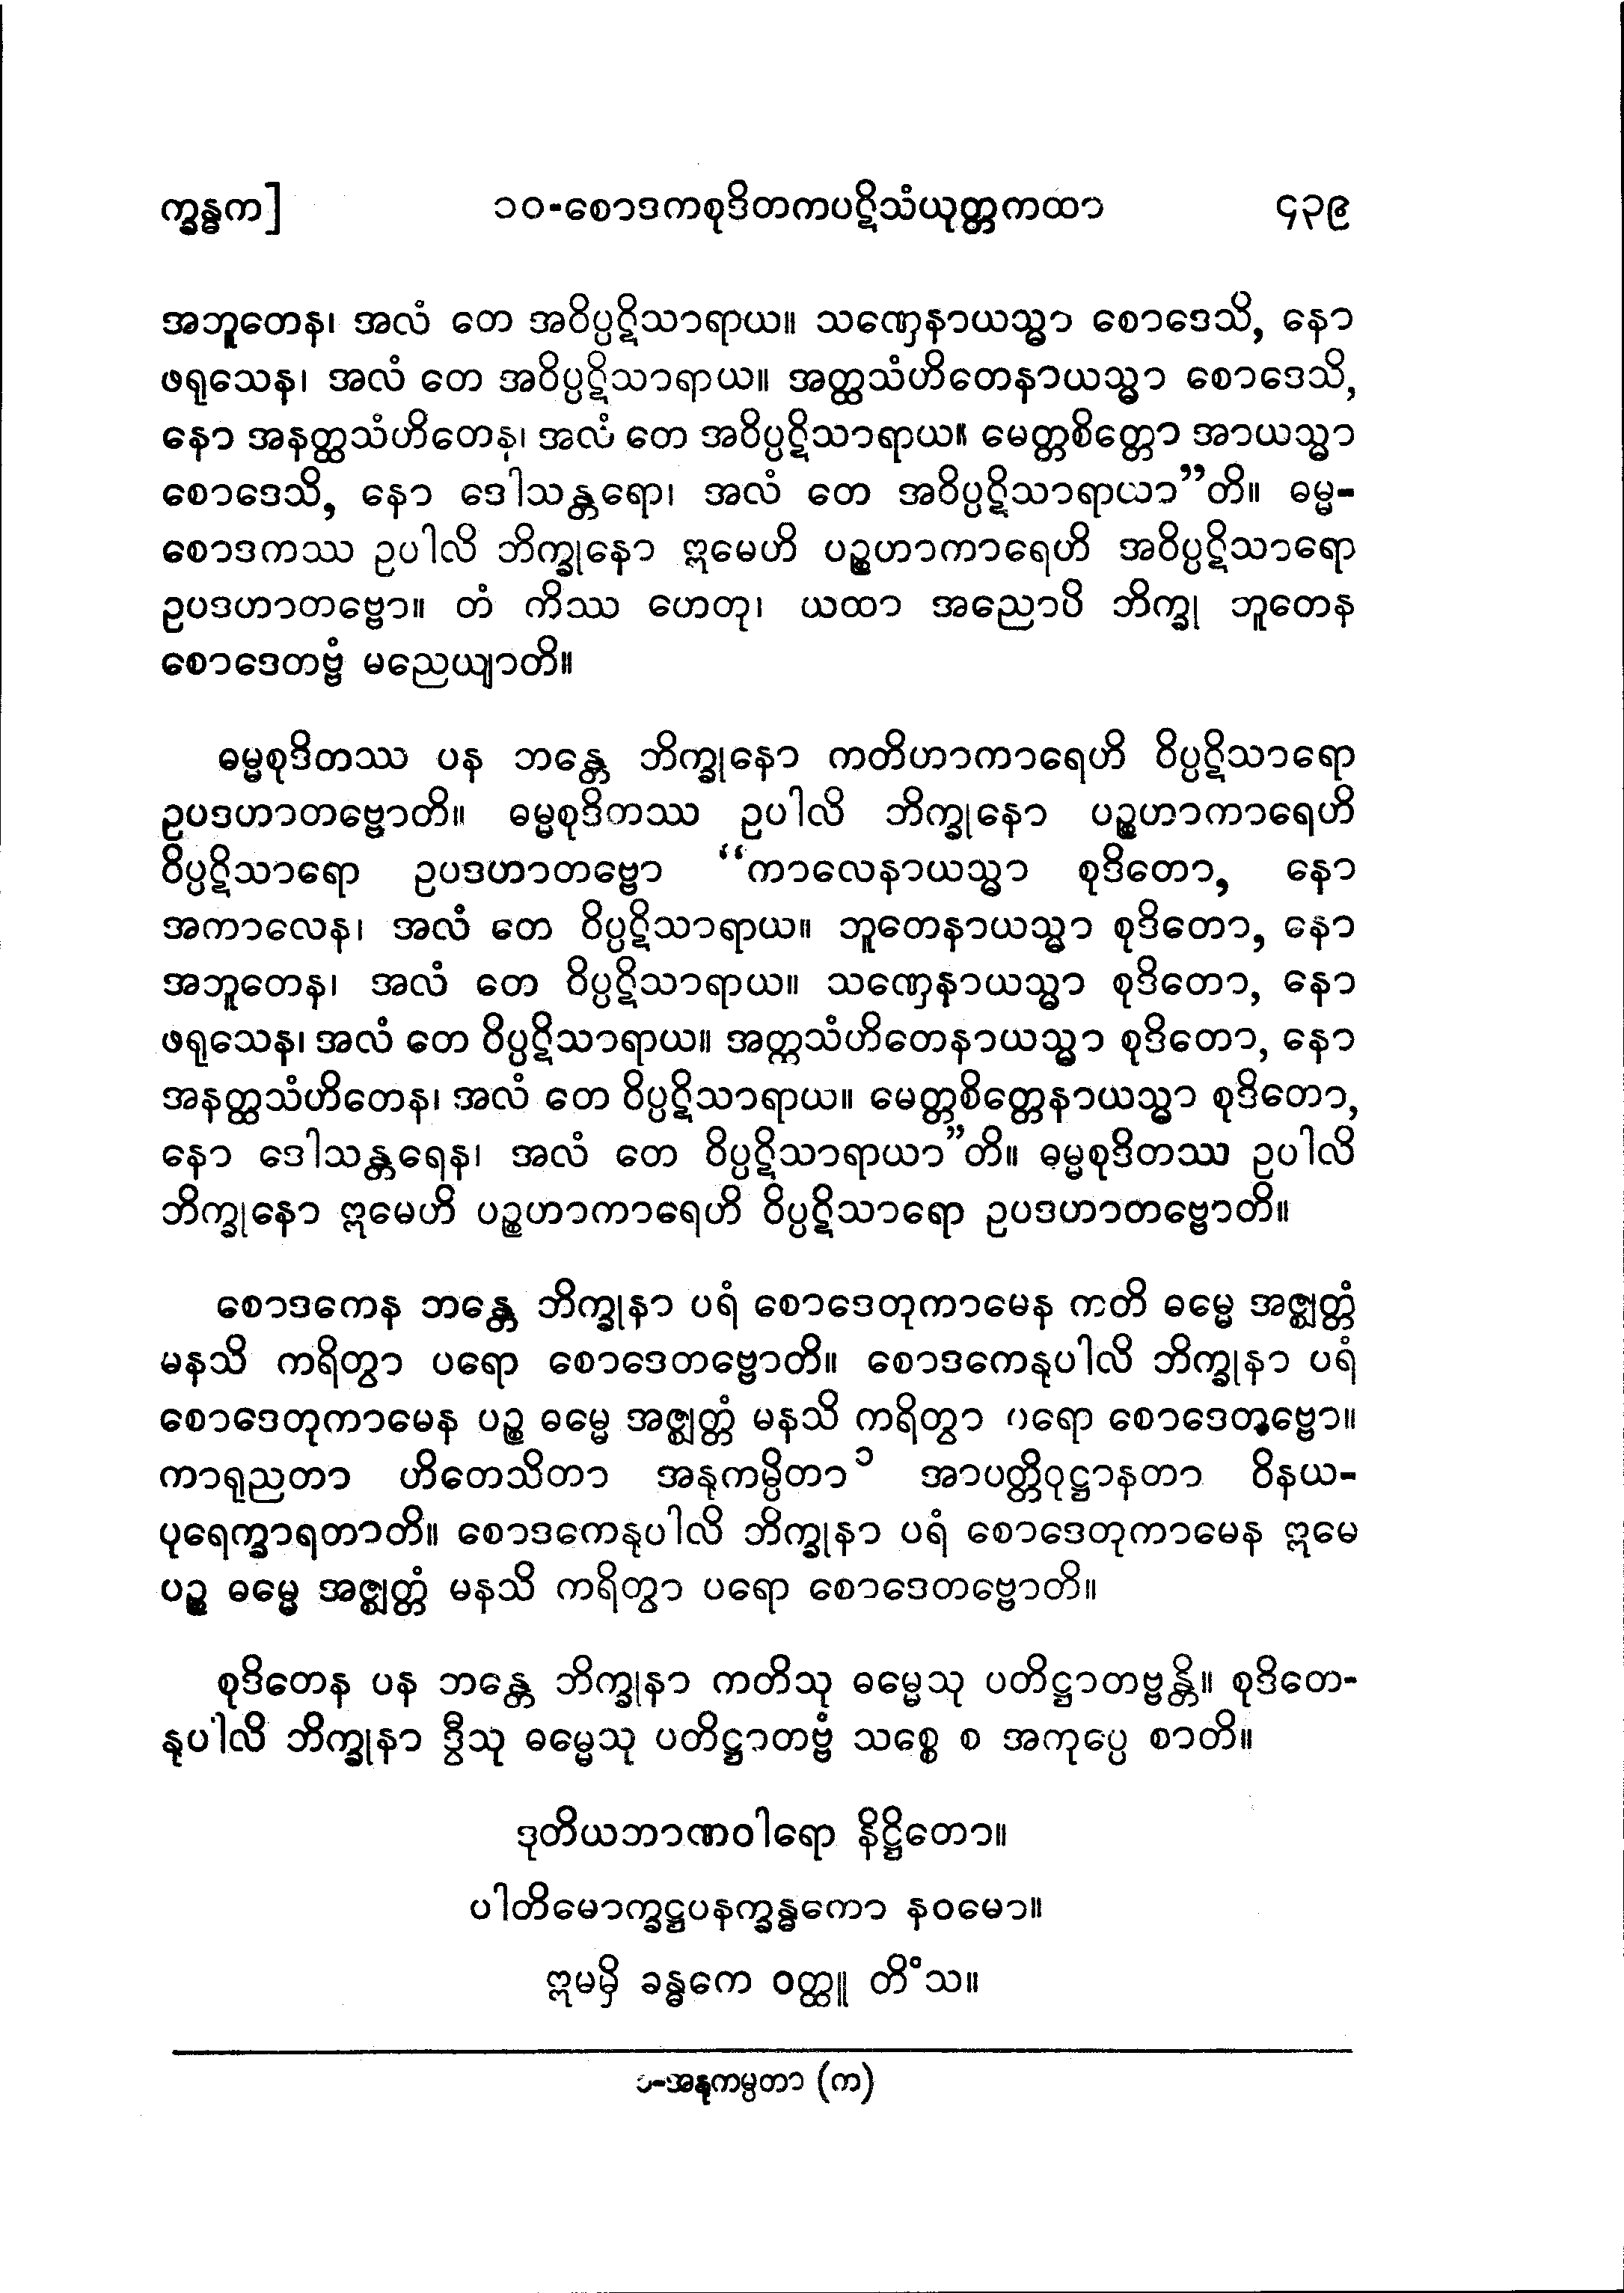 က္ခန္ဓက] ၁၀-စောဒကစုဒိတကပဋိသံယုတ္တကထာ ၄၃၉
အဘူတေန၊ အလံ တေ အဝိပ္ပဋိသာရာယ။ သဏှေနာယသ္မာ စောဒေသိ, နော
ဖရုသေန၊ အလံ တေ အဝိပ္ပဋိသာရာယ။ အတ္ထသံဟိတေနာယသ္မာ စောဒေသိ,
နော အနတ္ထသံဟိတေန၊ အလံ တေ အဝိပ္ပဋိသာရာယ။ မေတ္တစိတ္တော အာယသ္မာ
စောဒေသိ, နော ဒေါသန္တရော၊ အလံ တေ အဝိပ္ပဋိသာရာယာ”တိ။ ဓမ္မ-
စောဒကဿ ဥပါလိ ဘိက္ခုနော ဣမေဟိ ပဉ္စဟာကာရေဟိ အဝိပ္ပဋိသာရော
ဥပဒဟာတဗ္ဗော။ တံ ကိဿ ဟေတု၊ ယထာ အညောပိ ဘိက္ခု ဘူတေန
စောဒေတဗ္ဗံ မညေယျာတိ။
ဓမ္မစုဒိတဿ ပန ဘန္တေ ဘိက္ခုနော ကတိဟာကာရေဟိ ဝိပ္ပဋိသာရော
ဥပဒဟာတဗ္ဗောတိ။ ဓမ္မစုဒိတဿ ဥပါလိ ဘိက္ခုနော ပဉ္စဟာကာရေဟိ
ဝိပ္ပဋိသာရော ဥပဒဟာတဗ္ဗော “ကာလေနာယသ္မာ စုဒိတော, နော
အကာလေန၊ အလံ တေ ဝိပ္ပဋိသာရာယ။ ဘူတေနာယသ္မာ စုဒိတော, နော
အဘူတေန၊ အလံ တေ ဝိပ္ပဋိသာရာယ။ သဏှေနာယသ္မာ စုဒိတော, နော
ဖရုသေန၊ အလံ တေ ဝိပ္ပဋိသာရာယ။ အတ္ထသံဟိတေနာယသ္မာ စုဒိတော, နော
အနတ္ထသံဟိတေန၊ အလံ တေ ဝိပ္ပဋိသာရာယ။ မေတ္တစိတ္တေနာယသ္မာ စုဒိတော,
နော ဒေါသန္တရေန၊ အလံ တေ ဝိပ္ပဋိသာရာယာ”တိ။ ဓမ္မစုဒိတဿ ဥပါလိ
ဘိက္ခုနော ဣမေဟိ ပဉ္စဟာကာရေဟိ ဝိပ္ပဋိသာရော ဥပဒဟာတဗ္ဗောတိ။
စောဒကေန ဘန္တေ ဘိက္ခုနာ ပရံ စောဒေတုကာမေန ကတိ ဓမ္မေ အဇ္ဈတ္တံ
မနသိ ကရိတွာ ပရော စောဒေတဗ္ဗောတိ။ စောဒကေနုပါလိ ဘိက္ခုနာ ပရံ
စောဒေတုကာမေန ပဉ္စ ဓမ္မေ အဇ္ဈတ္တံ မနသိ ကရိတွာ ပရော စောဒေတဗ္ဗော။
ကာရုညတာ ဟိတေသိတာ အနုကမ္ပိတာ ၁ အာပတ္တိဝုဋ္ဌာနတာ ဝိနယ-
ပုရေက္ခာရတာတိ။ စောဒကေနုပါလိ ဘိက္ခုနာ ပရံ စောဒေတုကာမေန ဣမေ
ပဉ္စ ဓမ္မေ အဇ္ဈတ္တံ မနသိ ကရိတွာ ပရော စောဒေတဗ္ဗောတိ။
စုဒိတေန ပန ဘန္တေ ဘိက္ခုနာ ကတိသု ဓမ္မေသု ပတိဋ္ဌာတဗ္ဗန္တိ။ စုဒိတေ-
နုပါလိ ဘိက္ခုနာ ဒွီသု ဓမ္မေသု ပတိဋ္ဌာတဗ္ဗံ သစ္စေ စ အကုပ္ပေ စာတိ။
ဒုတိယဘာဏဝါရော နိဋ္ဌိတော။
ပါတိမောက္ခဋ္ဌပနက္ခန္ဓကော နဝမော။
ဣမမှိ ခန္ဓကေ ဝတ္ထူ တိံသ။
၁-အနုကမ္ပတာ (က)